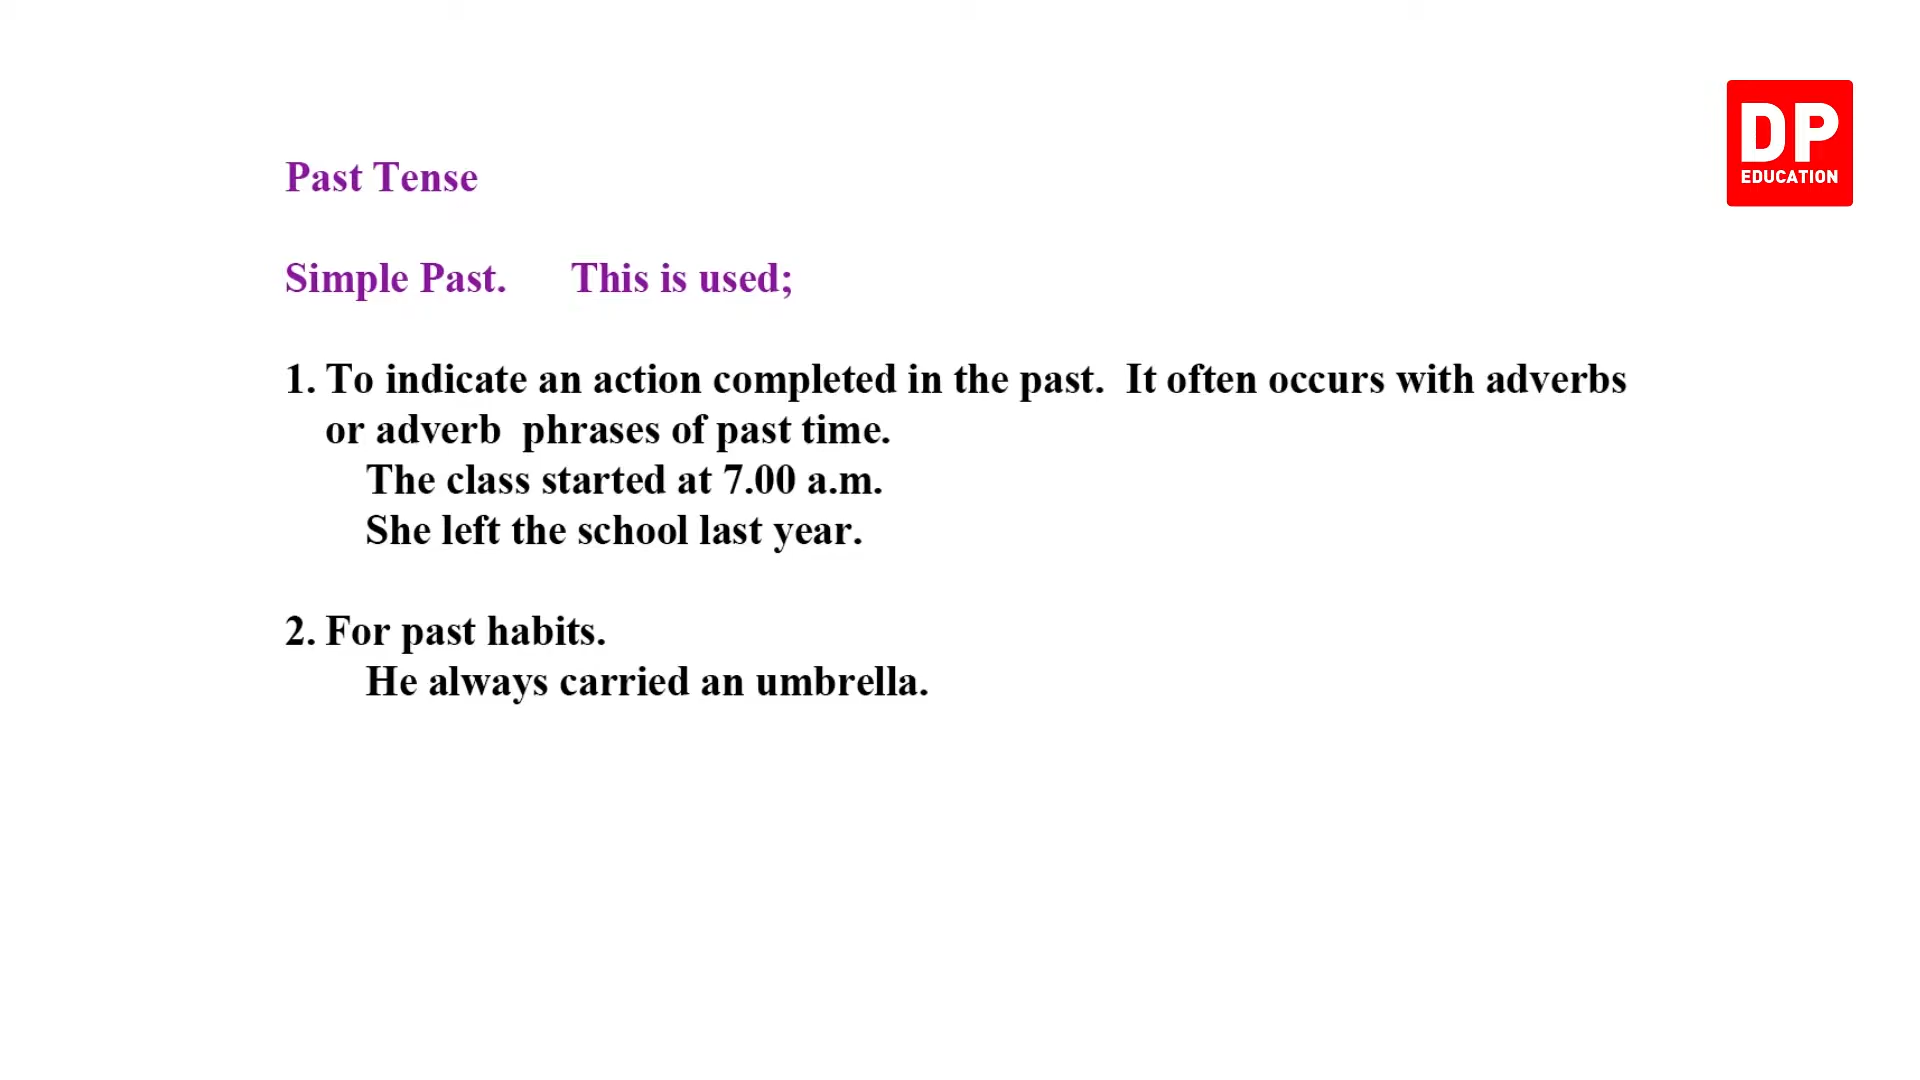 DP
EDUCATION
Past Tense
Simple Past. This is used;
1. To indicate an action completed in the past. It often occurs with adverbs
or adverb phrases of past time.
The class started at 7.00 a.m.
She left the school last year.
2. For past habits.
He always carried an umbrella.